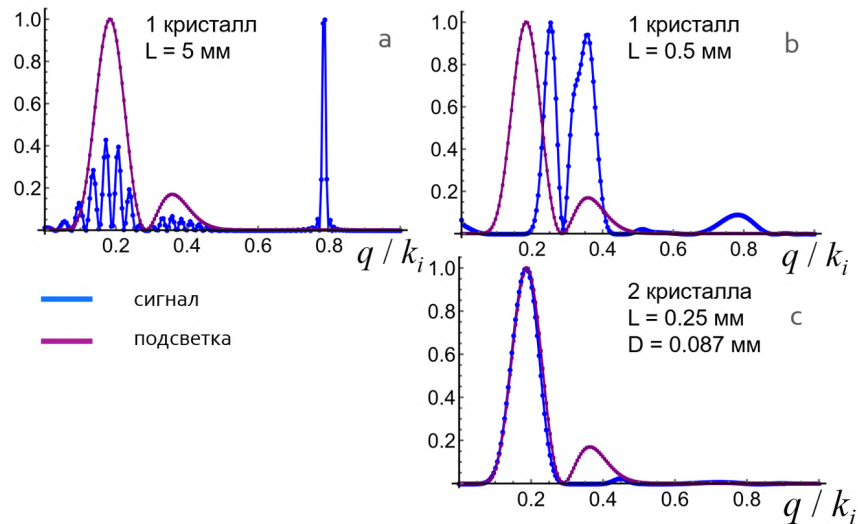 1 кристалл
L = 5 мм
a
1.0
0.8
0.6
0.4
0.2
0.2
0.4
0.6
0.8
q / k_i
1 кристалл
L = 0.5 мм
b
1.0
0.8
0.6
0.4
0.2
0.2
0.4
0.6
0.8
q / k_i
сигнал
подсветка
2 кристалла
L = 0.25 мм
D = 0.087 мм
c
1.0
0.8
0.6
0.4
0.2
0.2
0.4
0.6
0.8
q / k_i